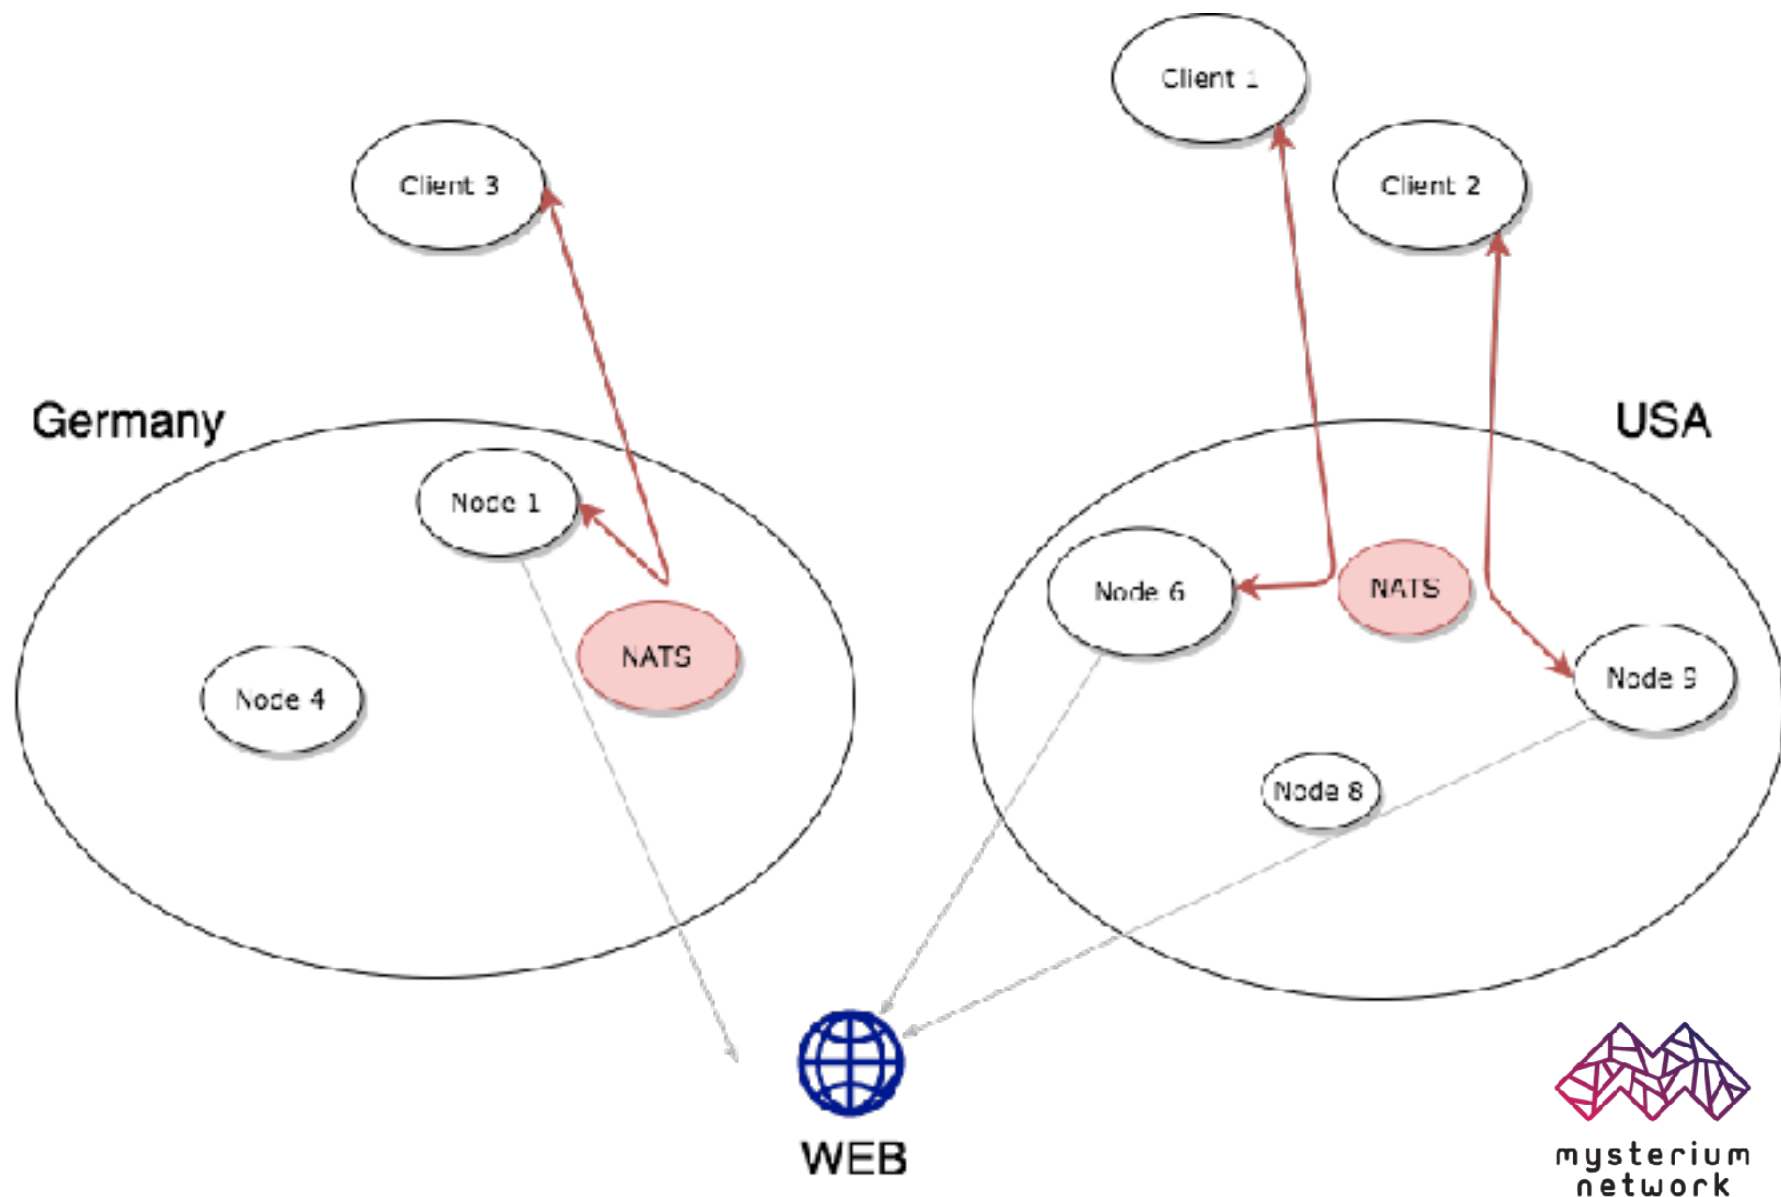 Client 1
Client 3
Client 2
Germany
USA
Node 1
Node 6
NATS
NATS
Node 9
Node 4
Node 8
WEB
mysterium
network